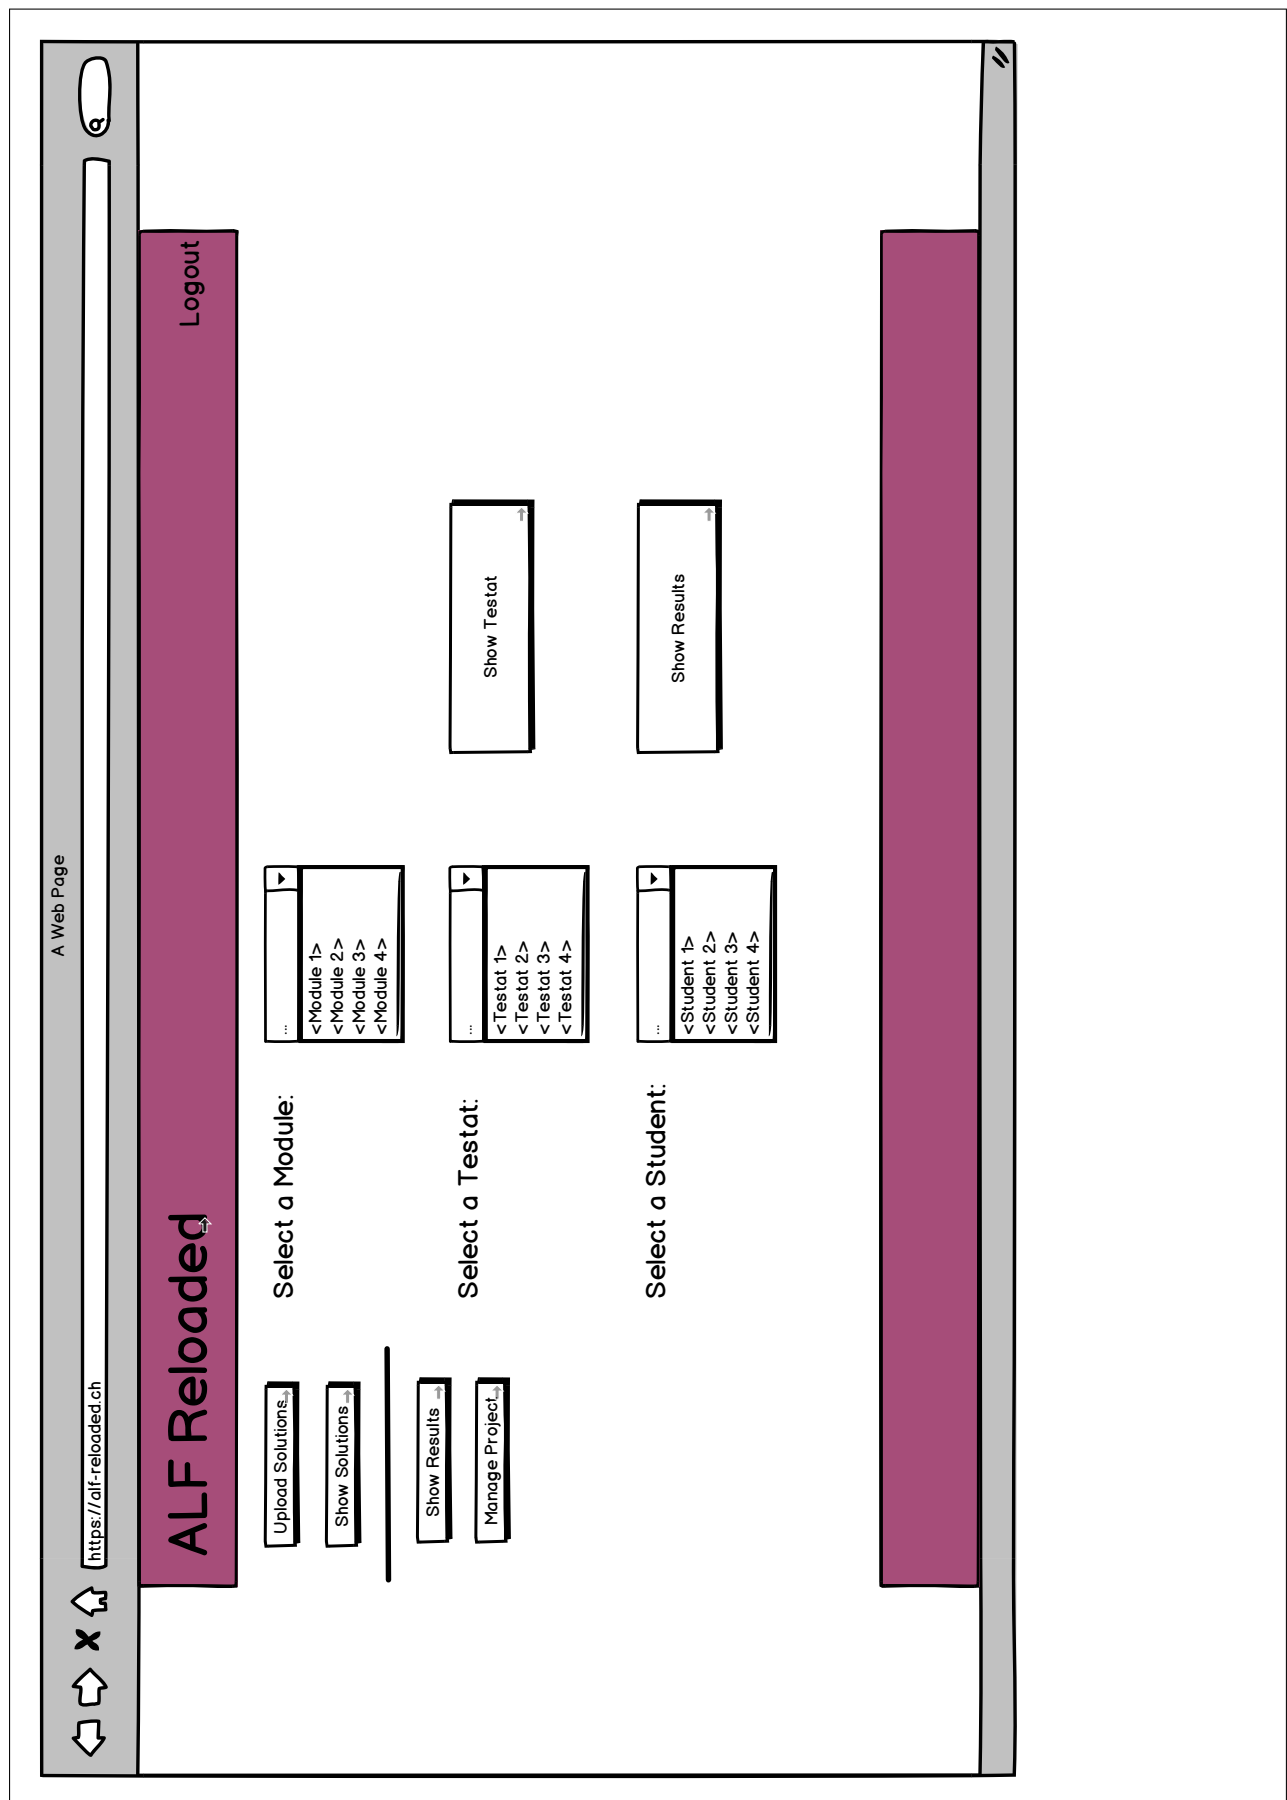 A Web Page
https://alf-reloaded.ch
ALF Reloaded
Logout
Upload Solutions
Show Solutions
Show Results
Manage Project
Select a Module:
...
<Module 1>
<Module 2>
<Module 3>
<Module 4>
Select a Testat:
...
<Testat 1>
<Testat 2>
<Testat 3>
<Testat 4>
Show Testat
Select a Student:
...
<Student 1>
<Student 2>
<Student 3>
<Student 4>
Show Results